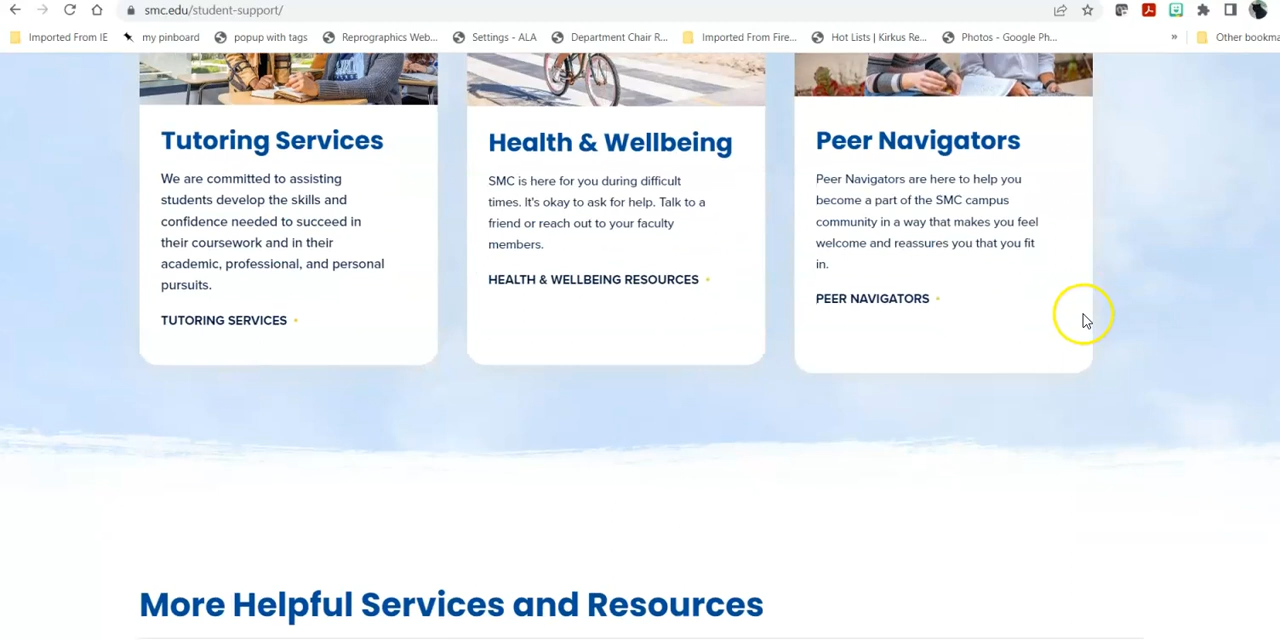 smc.edu/student-support/
Imported From IE my pinboard popup with tags Reprographics Web... Settings - ALA Department Chair R... Imported From Fire... Hot Lists | Kirkus Re... Photos - Google Ph... » Other bookma
Tutoring Services
We are committed to assisting
students develop the skills and
confidence needed to succeed in
their coursework and in their
academic, professional, and personal
pursuits.
TUTORING SERVICES
Health & Wellbeing
SMC is here for you during difficult
times. It's okay to ask for help. Talk to a
friend or reach out to your faculty
members.
HEALTH & WELLBEING RESOURCES
Peer Navigators
Peer Navigators are here to help you
become a part of the SMC campus
community in a way that makes you feel
welcome and reassures you that you fit
in.
PEER NAVIGATORS
More Helpful Services and Resources